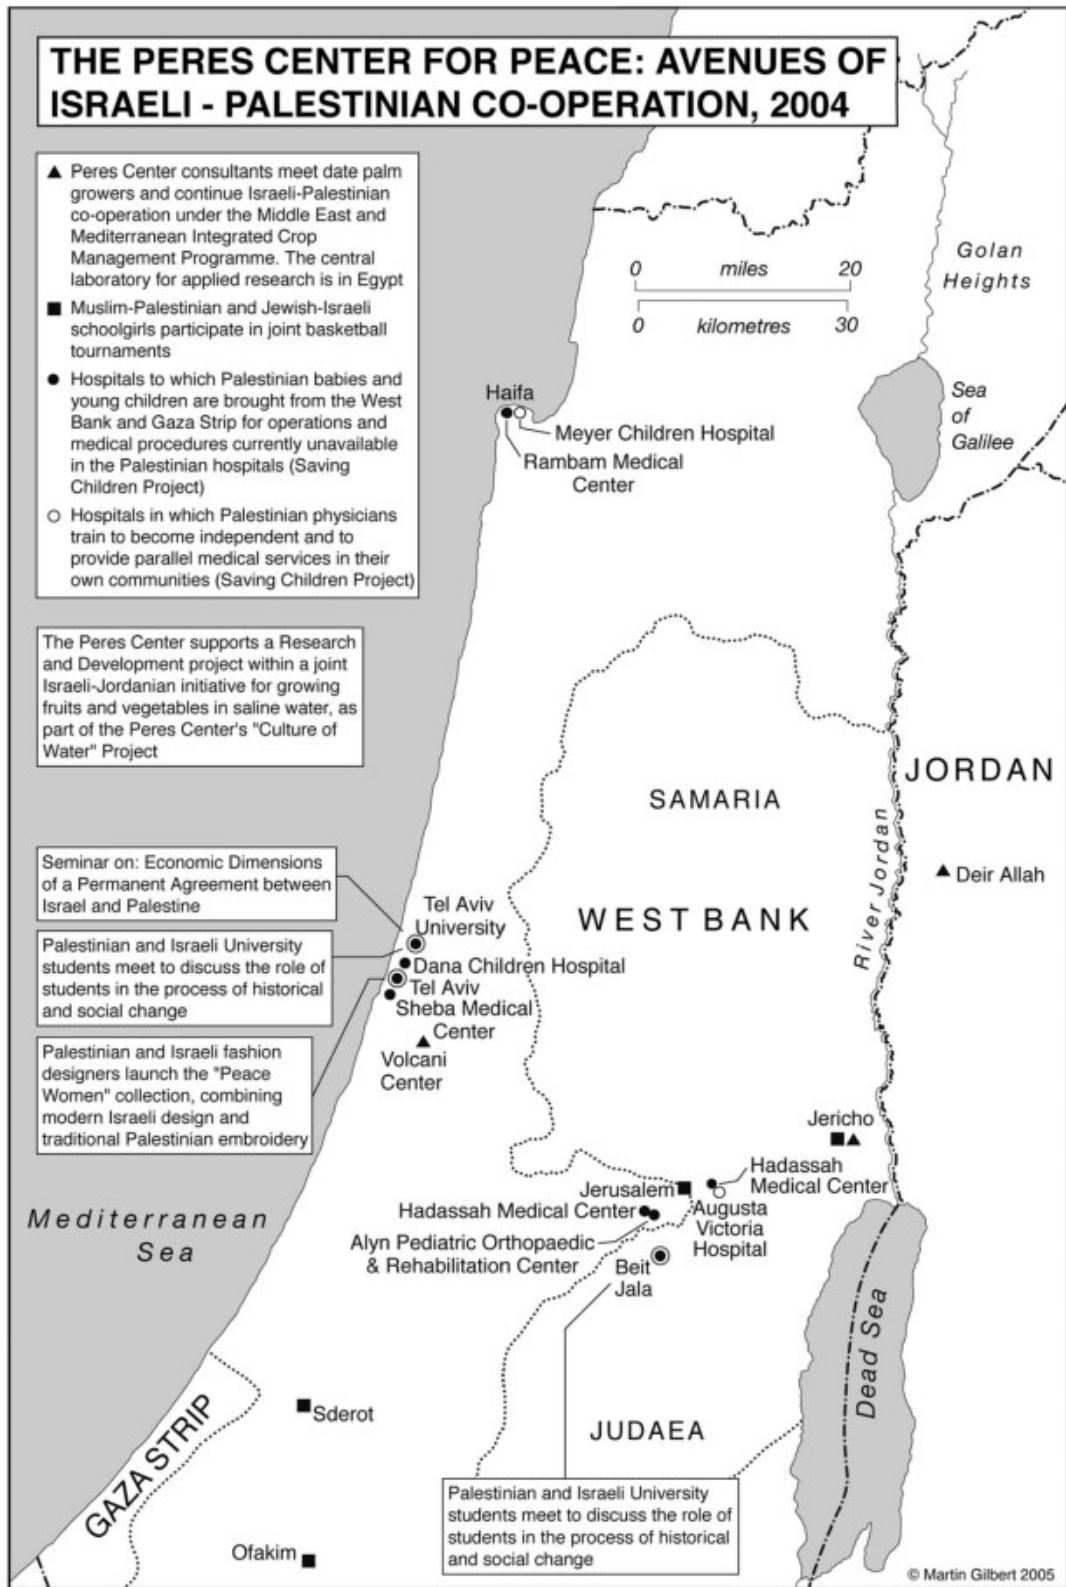 THE PERES CENTER FOR PEACE: AVENUES OF
ISRAELI - PALESTINIAN CO-OPERATION, 2004
Peres Center consultants meet date palm
growers and continue Israeli-Palestinian
co-operation under the Middle East and
Mediterranean Integrated Crop
Management Programme. The central
laboratory for applied research is in Egypt
Muslim-Palestinian and Jewish-Israeli
schoolgirls participate in joint basketball
tournaments
Hospitals to which Palestinian babies and
young children are brought from the West
Bank and Gaza Strip for operations and
medical procedures currently unavailable
in the Palestinian hospitals (Saving
Children Project)
Hospitals in which Palestinian physicians
train to become independent and to
provide parallel medical services in their
own communities (Saving Children Project)
The Peres Center supports a Research
and Development project within a joint
Israeli-Jordanian initiative for growing
fruits and vegetables in saline water, as
part of the Peres Center's "Culture of
Water" Project
Seminar on: Economic Dimensions
of a Permanent Agreement between
Israel and Palestine
Palestinian and Israeli University
students meet to discuss the role of
students in the process of historical
and social change
Palestinian and Israeli fashion
designers launch the "Peace
Women" collection, combining
modern Israeli design and
traditional Palestinian embroidery
0 miles 20
0 kilometres 30
Golan
Heights
Sea
of
Galilee
Haifa
Meyer Children Hospital
Rambam Medical
Center
SAMARIA
JORDAN
River Jordan
Deir Allah
WEST BANK
Tel Aviv
University
Dana Children Hospital
Tel Aviv
Sheba Medical
Center
Volcani
Center
Jericho
Hadassah
Medical Center
Jerusalem
Augusta
Victoria
Hospital
Hadassah Medical Center
Alyn Pediatric Orthopaedic
& Rehabilitation Center
Beit
Jala
Mediterranean
Sea
Dead Sea
GAZA STRIP
Sderot
JUDAEA
Ofakim
Palestinian and Israeli University
students meet to discuss the role of
students in the process of historical
and social change
© Martin Gilbert 2005